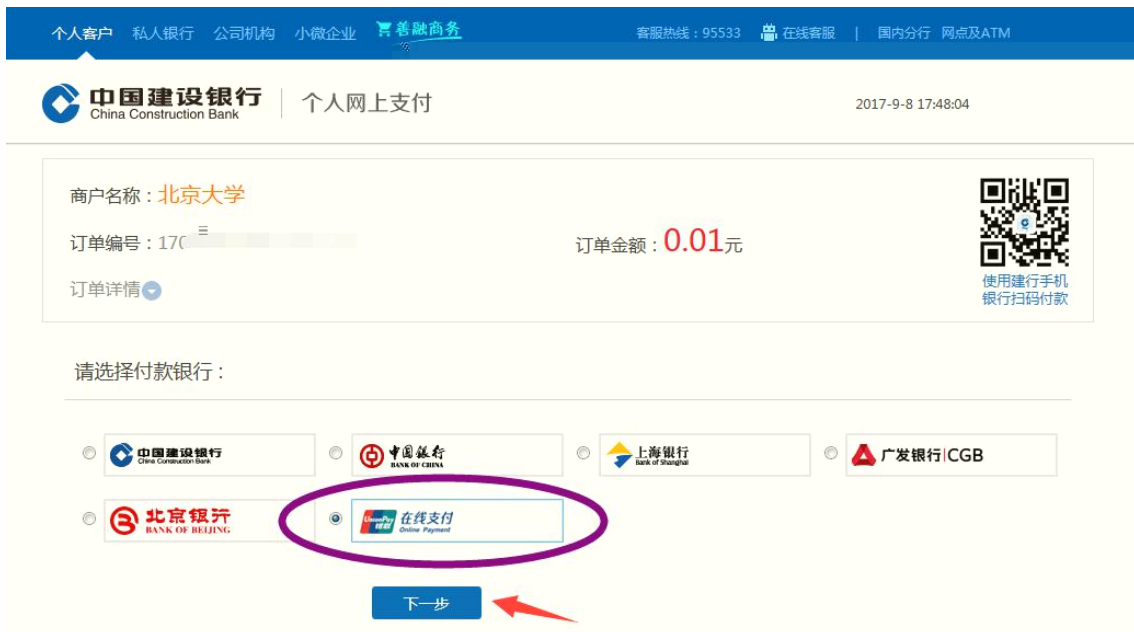 个人客户 私人银行 公司机构 小微企业 善融商务 客服热线：95533 在线客服 | 国内分行 网点及ATM
中国建设银行 个人网上支付 2017-9-8 17:48:04
China Construction Bank
商户名称：北京大学
订单编号：170
订单金额：0.01元
订单详情
使用建行手机
银行扫码付款
请选择付款银行：
中国建设银行 中国银行 上海银行 广发银行|CGB
China Construction Bank BANK OF CHINA Bank of Shanghai
北京银行 UnionPay 银联 在线支付
BANK OF BEIJING Online Payment
下一步